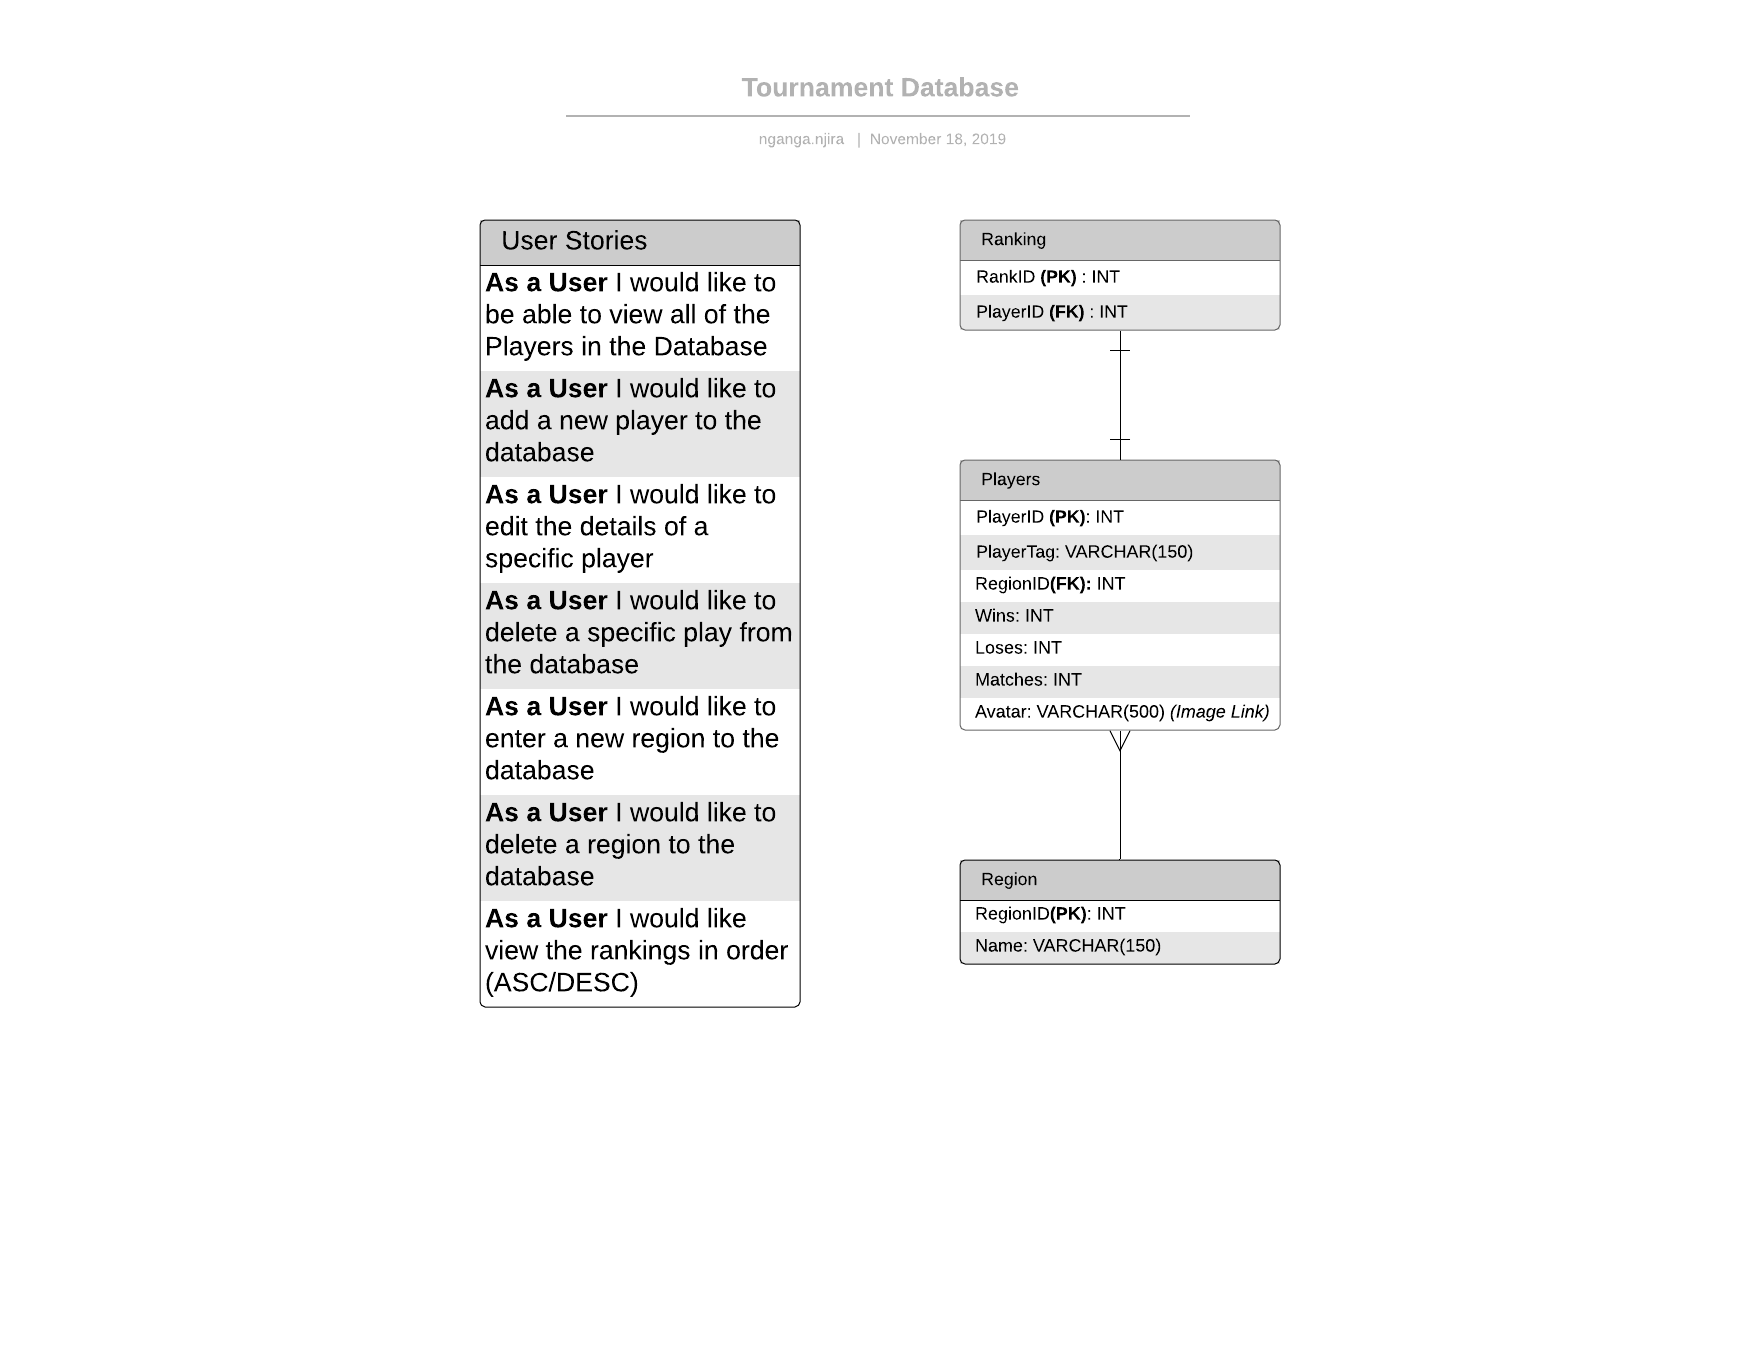 Tournament Database
nganga.njira | November 18, 2019
User Stories
As a User I would like to
be able to view all of the
Players in the Database
As a User I would like to
add a new player to the
database
As a User I would like to
edit the details of a
specific player
As a User I would like to
delete a specific play from
the database
As a User I would like to
enter a new region to the
database
As a User I would like to
delete a region to the
database
As a User I would like
view the rankings in order
(ASC/DESC)
Ranking
RankID (PK) : INT
PlayerID (FK) : INT
Players
PlayerID (PK): INT
PlayerTag: VARCHAR(150)
RegionID(FK): INT
Wins: INT
Loses: INT
Matches: INT
Avatar: VARCHAR(500) (Image Link)
Region
RegionID(PK): INT
Name: VARCHAR(150)